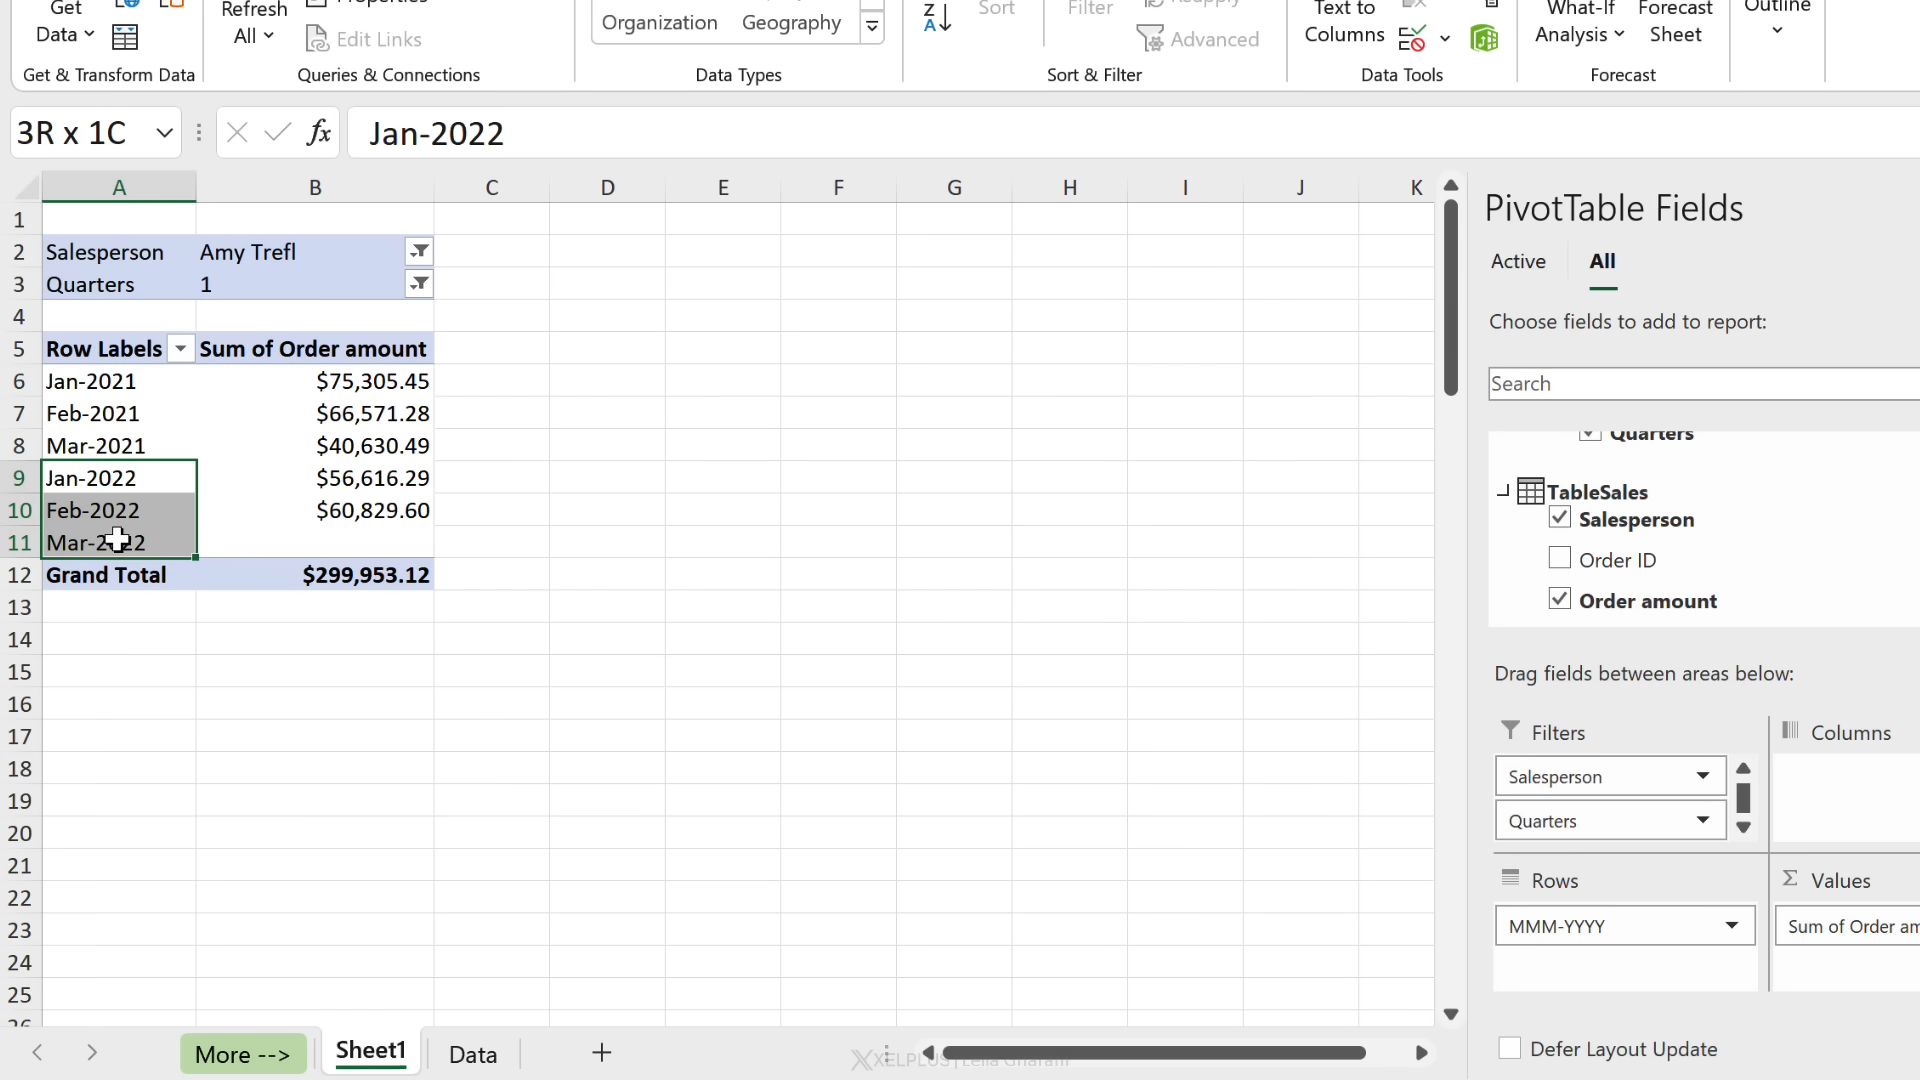 Get
Data
Refresh
All
Edit Links
Organization
Geography
Z
A
Sort
Filter
Advanced
Text to
Columns
What-If
Analysis
Forecast
Sheet
Outline
Get & Transform Data
Queries & Connections
Data Types
Sort & Filter
Data Tools
Forecast
3R x 1C
fx
Jan-2022
A B C D E F G H I J K
1
2 Salesperson Amy Trefl
3 Quarters 1
4
5 Row Labels Sum of Order amount
6 Jan-2021 $75,305.45
7 Feb-2021 $66,571.28
8 Mar-2021 $40,630.49
9 Jan-2022 $56,616.29
10 Feb-2022 $60,829.60
11
12 Grand Total $299,953.12
13
14
15
16
17
18
19
20
21
22
23
24
25
26
PivotTable Fields
Active All
Choose fields to add to report:
Search
Quarters
TableSales
Salesperson
Order ID
Order amount
Drag fields between areas below:
Filters
Columns
Salesperson
Quarters
Rows
Σ Values
MMM-YYYY
Sum of Order am
Defer Layout Update
More -->
Sheet1
Data
XELPLUS | Leila Gharani